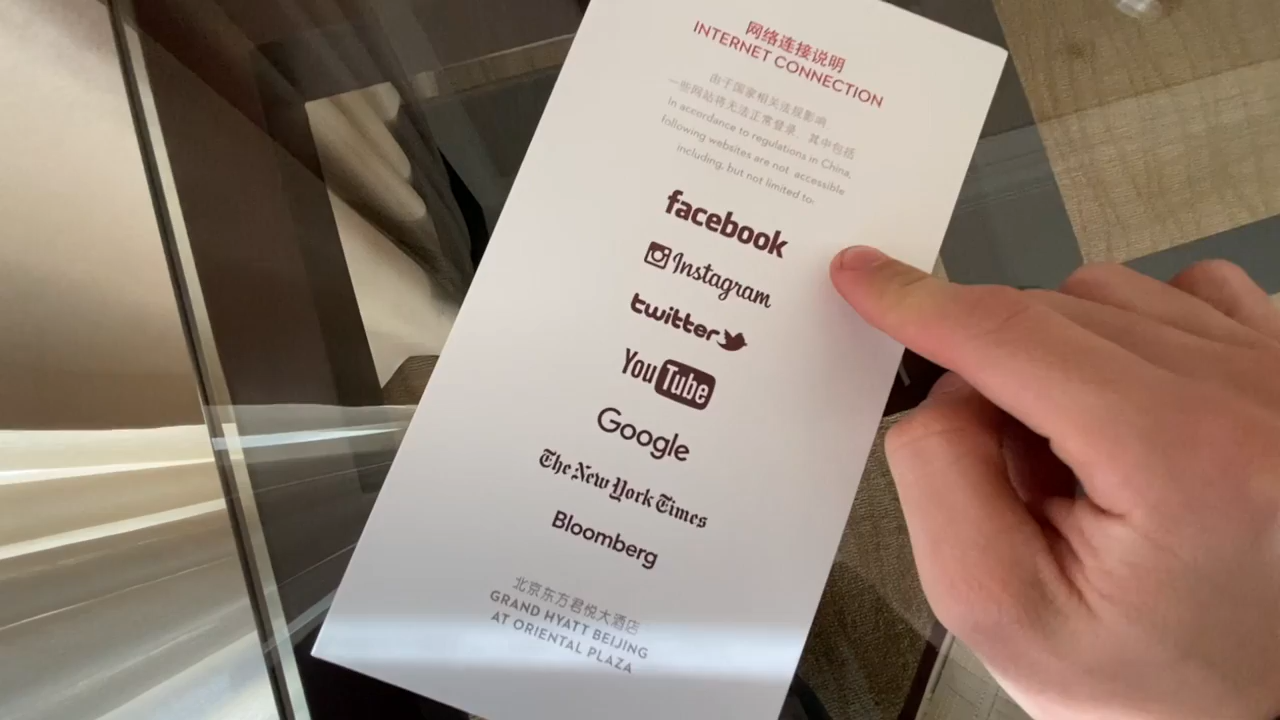 网络连接说明
INTERNET CONNECTION
由于国家相关法规影响,
一些网站将无法正常登录. 其中包括
In accordance to regulations in China,
following websites are not accessible
including, but not limited to:
facebook
Instagram
twitter
You Tube
Google
The New York Times
Bloomberg
北京东方君悦大酒店
GRAND HYATT BEIJING
AT ORIENTAL PLAZA